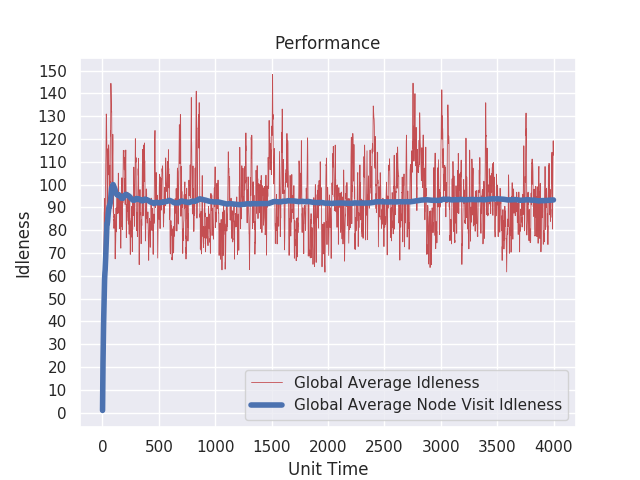 Performance
150
140
130
120
110
100
90
80
70
60
50
40
30
20
10
0
Idleness
Global Average Idleness
Global Average Node Visit Idleness
0 500 1000 1500 2000 2500 3000 3500 4000
Unit Time